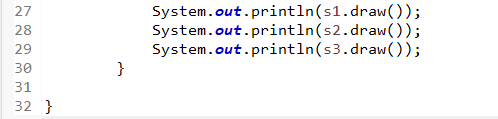 27 System.out.println(s1.draw());
28 System.out.println(s2.draw());
29 System.out.println(s3.draw());
30 }
31
32 }